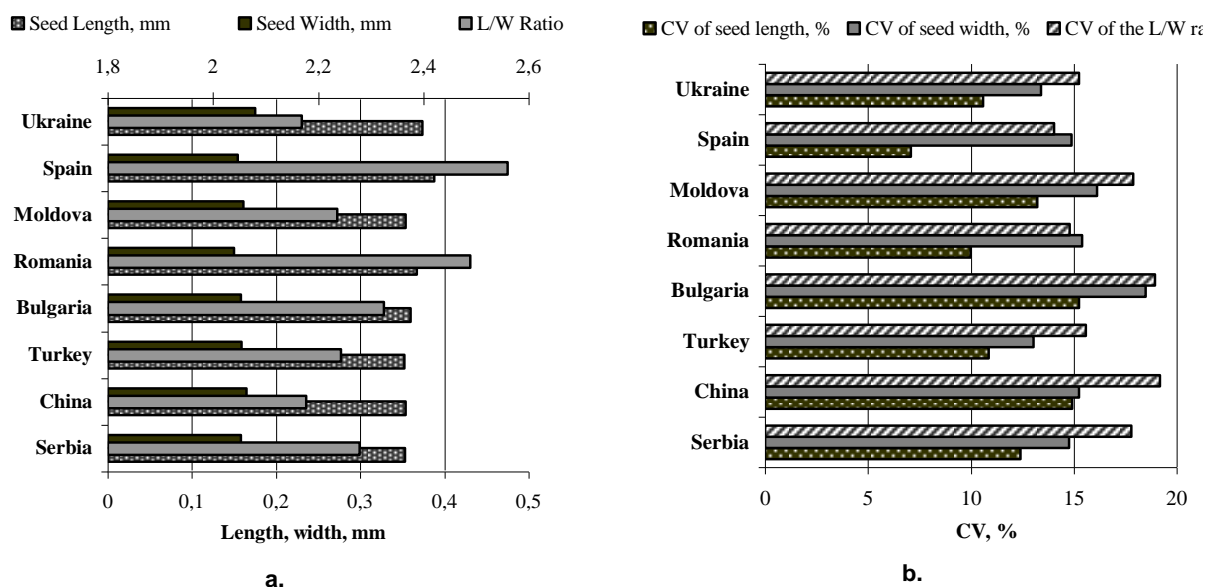 Seed Length, mm Seed Width, mm L/W Ratio
1,8 2 2,2 2,4 2,6
Ukraine
Spain
Moldova
Romania
Bulgaria
Turkey
China
Serbia
0 0,1 0,2 0,3 0,4 0,5
Length, width, mm
a.
CV of seed length, % CV of seed width, % CV of the L/W
Ukraine
Spain
Moldova
Romania
Bulgaria
Turkey
China
Serbia
0 5 10 15 20
CV, %
b.